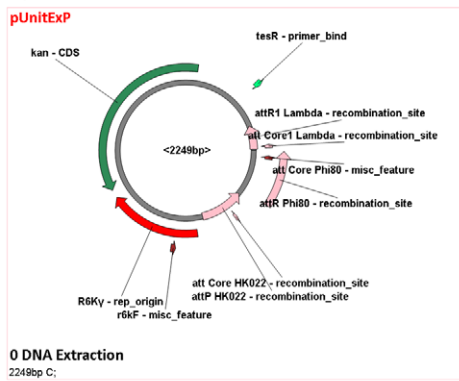 pUnitExP
tesR - primer_bind
kan - CDS
attR1 Lambda - recombination_site
att Core1 Lambda - recombination_site
<2249bp>
att Core Phi80 - misc_feature
attR Phi80 - recombination_site
att Core HK022 - recombination_site
attP HK022 - recombination_site
R6Kγ - rep_origin
r6kF - misc_feature
0 DNA Extraction
2249bp C;